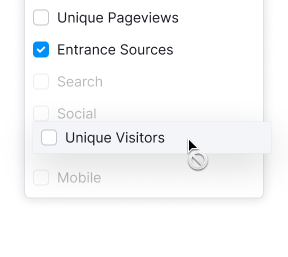 Unique Pageviews
Entrance Sources
Search
Social
Unique Visitors
Mobile